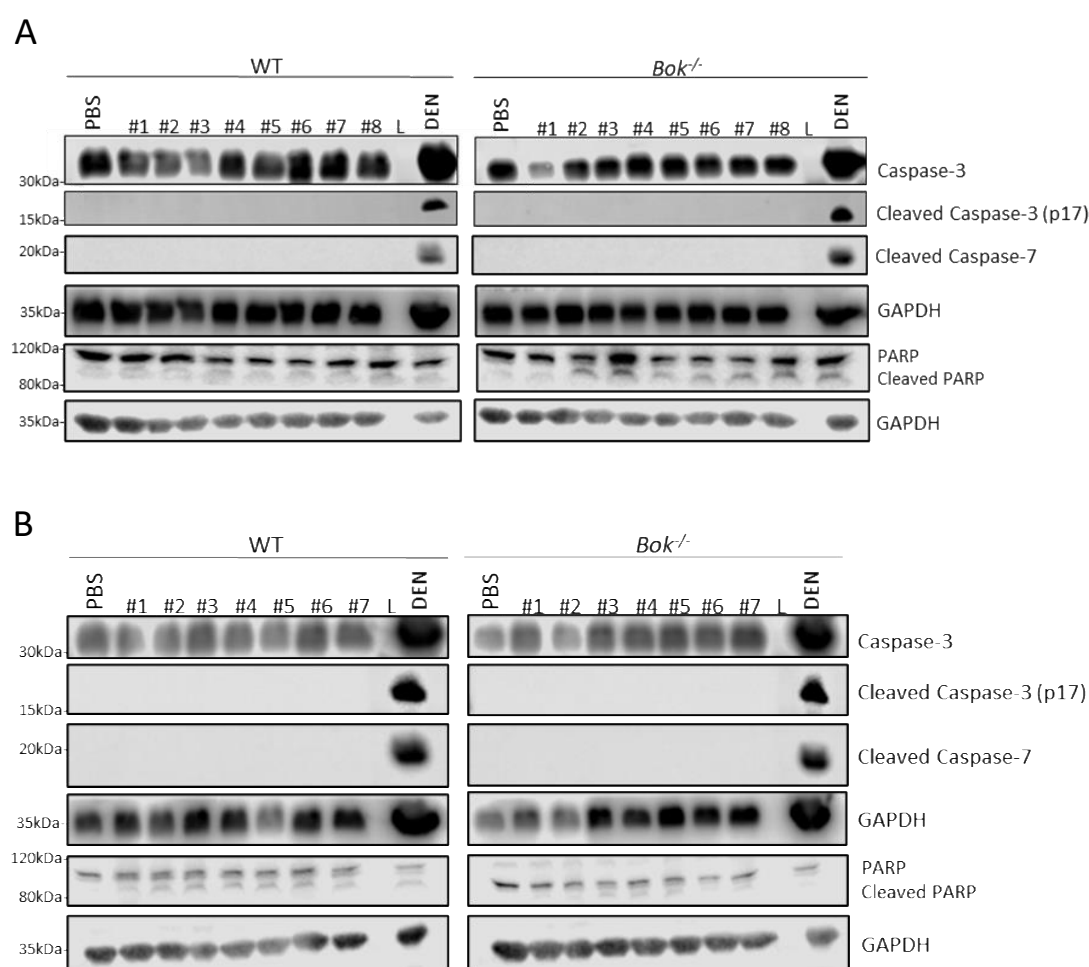 A
WT Bok-/-
PBS #1 #2 #3 #4 #5 #6 #7 #8 L DEN PBS #1 #2 #3 #4 #5 #6 #7 #8 L DEN
30kDa- Caspase-3
15kDa- Cleaved Caspase-3 (p17)
20kDa- Cleaved Caspase-7
35kDa- GAPDH
120kDa- PARP
80kDa- Cleaved PARP
35kDa- GAPDH
B
WT Bok-/-
PBS #1 #2 #3 #4 #5 #6 #7 L DEN PBS #1 #2 #3 #4 #5 #6 #7 L DEN
30kDa- Caspase-3
15kDa- Cleaved Caspase-3 (p17)
20kDa- Cleaved Caspase-7
35kDa- GAPDH
120kDa- PARP
80kDa- Cleaved PARP
35kDa- GAPDH